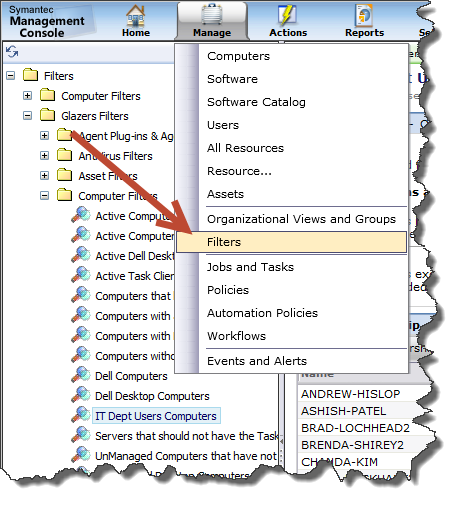 Symantec
Management
Console
Home
Manage
Actions
Reports
Se
Filters
Computer Filters
Glazers Filters
Agent Plug-ins & Ag
Antivirus Filters
Asset Filters
Computer Filters
Active Compute
Active Computer
Active Dell Deskt
Active Task Clien
Computers that
Computers with
Computers with
Computers witho
Dell Computers
Dell Desktop Computers
IT Dept Users Computers
Servers that should not have the Task
UnManaged Computers that have not
Computers
Software
Software Catalog
Users
All Resources
Resource...
Assets
Organizational Views and Groups
Filters
Jobs and Tasks
Policies
Automation Policies
Workflows
Events and Alerts
Name
ANDREW-HISLOP
ASHISH-PATEL
BRAD-LOCHHEAD2
BRENDA-SHIREY2
CHANDA-KIM